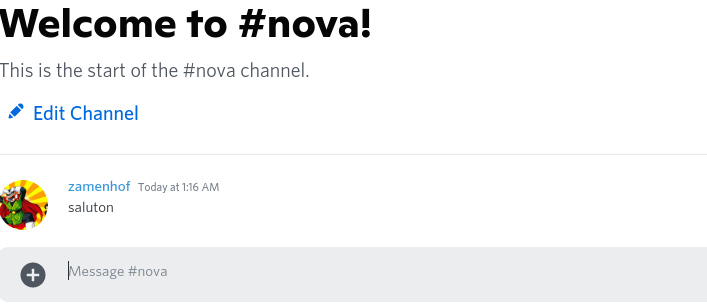 Welcome to #nova!
This is the start of the #nova channel.
Edit Channel
zamenhof Today at 1:16 AM
saluton
Message #nova